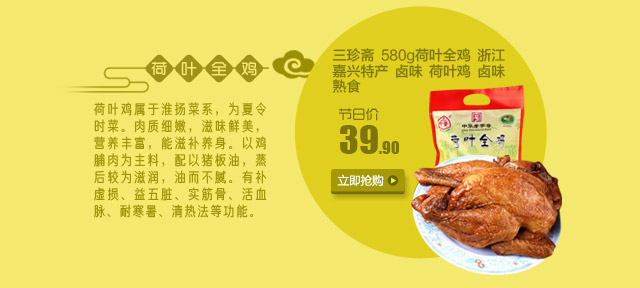 荷叶全鸡
荷叶鸡属于淮扬菜系，为夏令
时菜。肉质细嫩，滋味鲜美，
营养丰富，能滋补养身。以鸡
脯肉为主料，配以猪板油，蒸
后较为滋润，油而不腻。有补
虚损、益五脏、实筋骨、活血
脉、耐寒暑、清热法等功能。
三珍斋 580g荷叶全鸡 浙江
嘉兴特产 卤味 荷叶鸡 卤味
熟食
节日价
39.90
立即抢购
中华老字号
荷叶全鸡